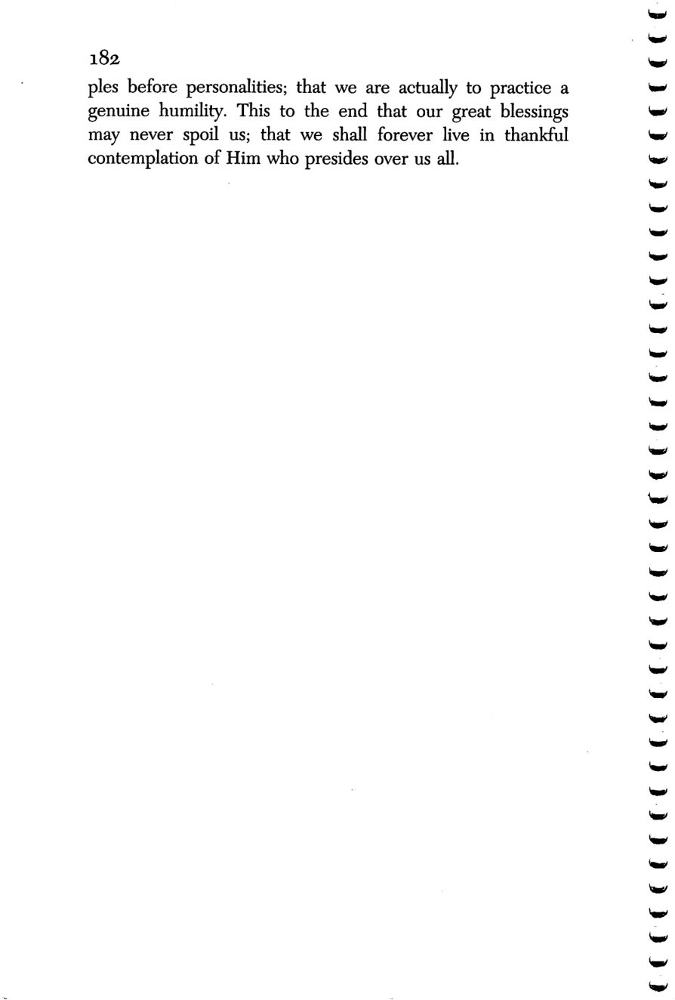 182
ples before personalities; that we are actually to practice a
genuine humility. This to the end that our great blessings
may never spoil us; that we shall forever live in thankful
contemplation of Him who presides over us all.